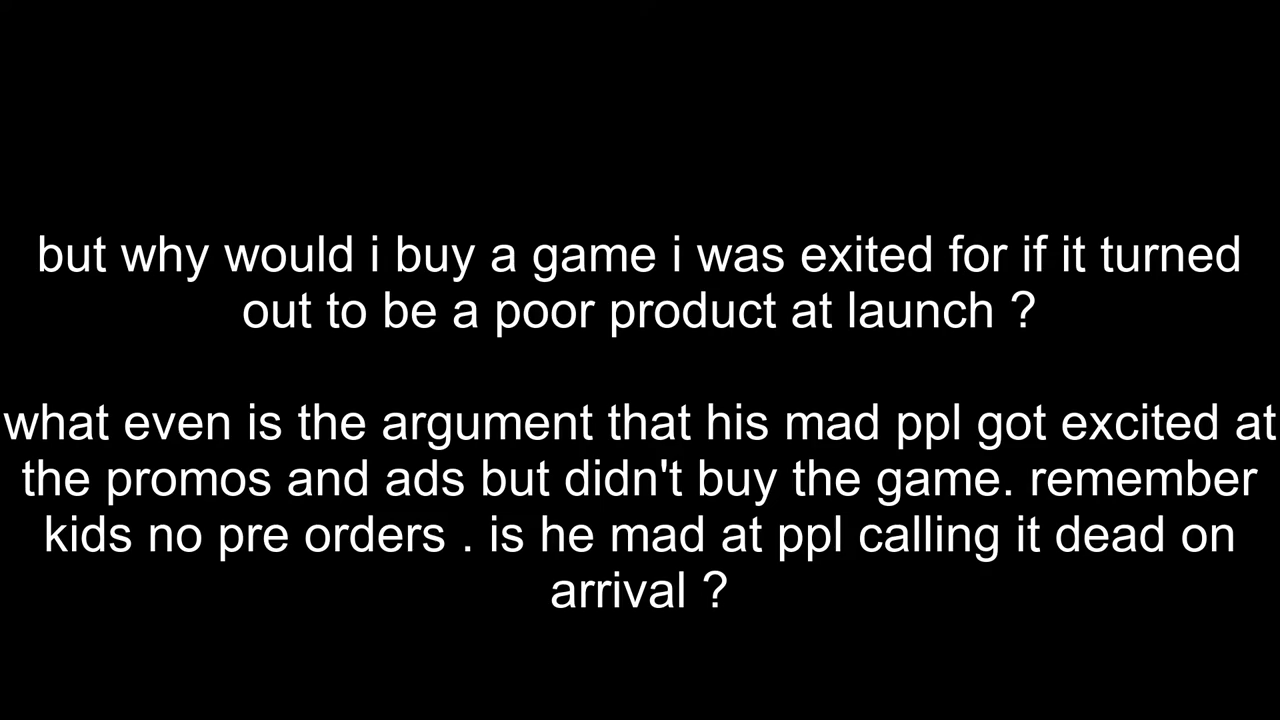 but why would i buy a game i was exited for if it turned
out to be a poor product at launch ?
what even is the argument that his mad ppl got excited at
the promos and ads but didn't buy the game. remember
kids no pre orders . is he mad at ppl calling it dead on
arrival ?